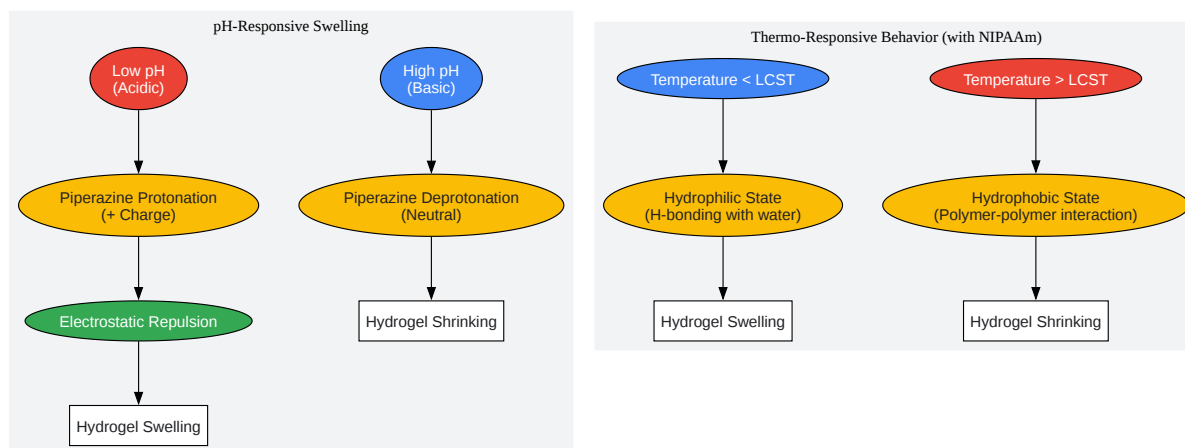 pH-Responsive Swelling
Low pH
(Acidic)
High pH
(Basic)
Piperazine Protonation
(+ Charge)
Piperazine Deprotonation
(Neutral)
Electrostatic Repulsion
Hydrogel Shrinking
Hydrogel Swelling
Thermo-Responsive Behavior (with NIPAAm)
Temperature < LCST
Temperature > LCST
Hydrophilic State
(H-bonding with water)
Hydrophobic State
(Polymer-polymer interaction)
Hydrogel Swelling
Hydrogel Shrinking